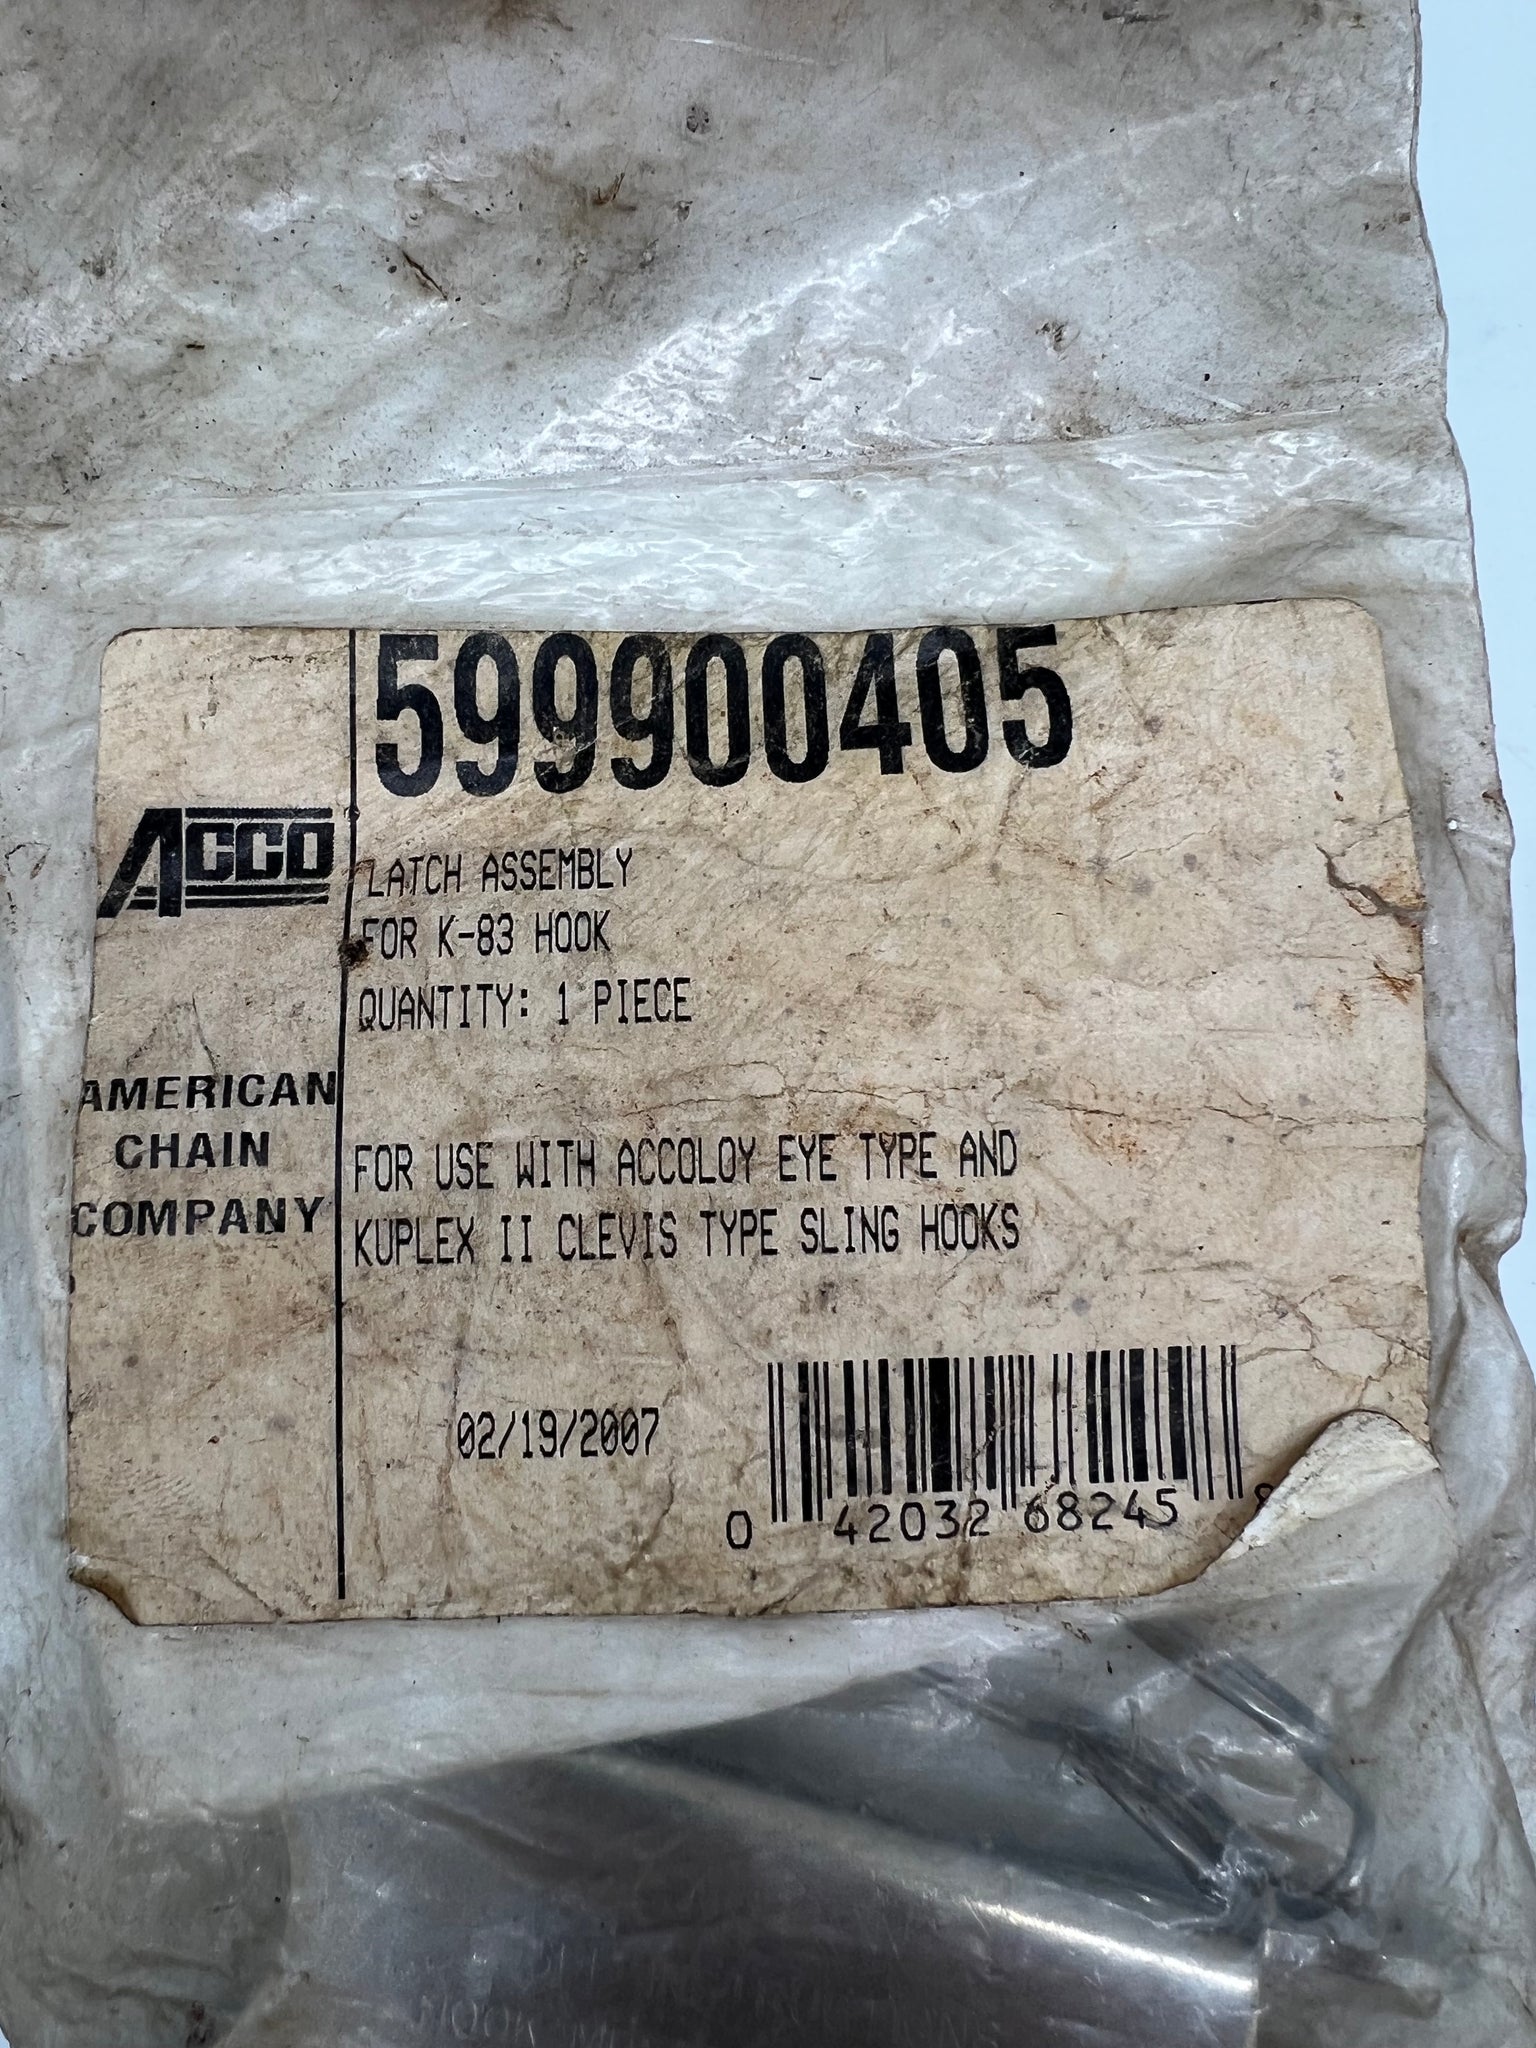 599900405
ACCO
LATCH ASSEMBLY
FOR K-83 HOOK
QUANTITY: 1 PIECE
AMERICAN
CHAIN
COMPANY
FOR USE WITH ACCOLOY EYE TYPE AND
KUPLEX II CLEVIS TYPE SLING HOOKS
02/19/2007
0 42032 68245